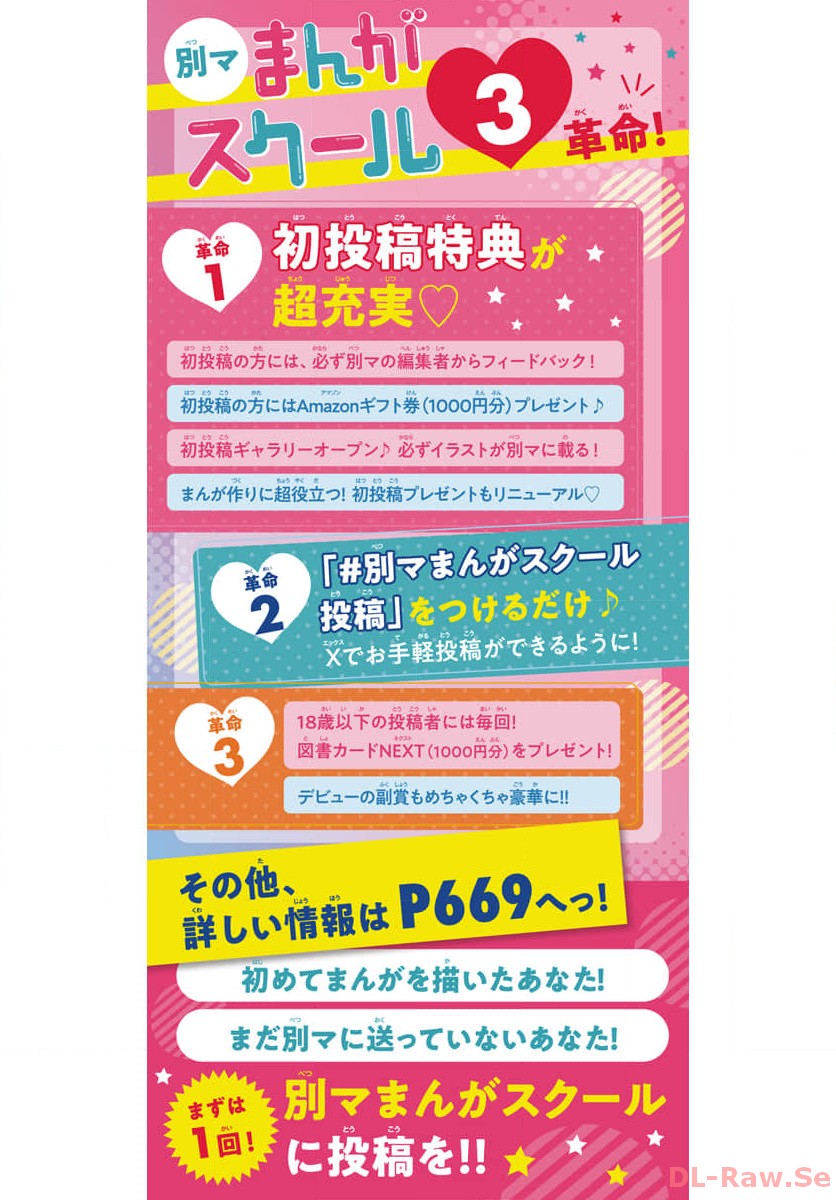 別マ
まんが
スクール
3
革命!
革命
1
初投稿特典が
超充実♡
初投稿の方には、必ず別マの編集者からフィードバック!
初投稿の方にはAmazonギフト券(1000円分)プレゼント♪
初投稿ギャラリーオープン♪ 必ずイラストが別マに載る!
まんが作りに超役立つ! 初投稿プレゼントもリニューアル♡
革命
2
「#別マまんがスクール
投稿」をつけるだけ♪
Xでお手軽投稿ができるように!
革命
3
18歳以下の投稿者には毎回!
図書カードNEXT(1000円分)をプレゼント!
デビューの副賞もめちゃくちゃ豪華に!!
その他、
詳しい情報はP669へっ!
初めてまんがを描いたあなた!
まだ別マに送っていないあなた!
まずは
1回!
別マまんがスクール
に投稿を!!
DL-Raw.Se